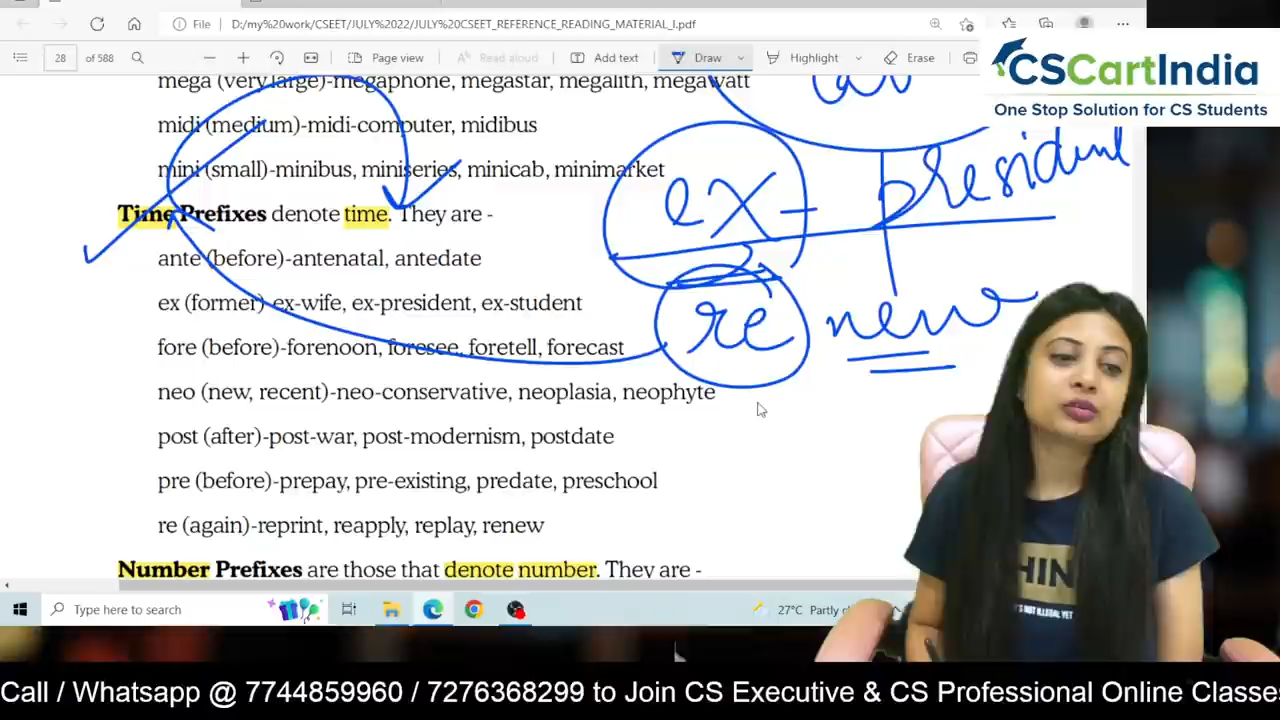 File | D:/my%20work/CSEET/JULY%2022/JULY%20CSEET_REFERENCE_READING_MATERIAL_I.pdf
28 of 588 Page view Read aloud Add text Draw Highlight Erase
CSCartIndia
One Stop Solution for CS Students
mega (very large)-megaphone, megastar, megalith, megawatt
midi (medium)-midi-computer, midibus
mini (small)-minibus, miniseries, minicab, minimarket
ex - president
Time Prefixes denote time. They are -
ante (before)-antenatal, antedate
ex (former)-ex-wife, ex-president, ex-student
re new
fore (before)-forenoon, foresee, foretell, forecast
neo (new, recent)-neo-conservative, neoplasia, neophyte
post (after)-post-war, post-modernism, postdate
pre (before)-prepay, pre-existing, predate, preschool
re (again)-reprint, reapply, replay, renew
Number Prefixes are those that denote number. They are -
HIN
IT'S NOT ILLEGAL YET
Type here to search
27°C Partly
Call / Whatsapp @ 7744859960 / 7276368299 to Join CS Executive & CS Professional Online Classes